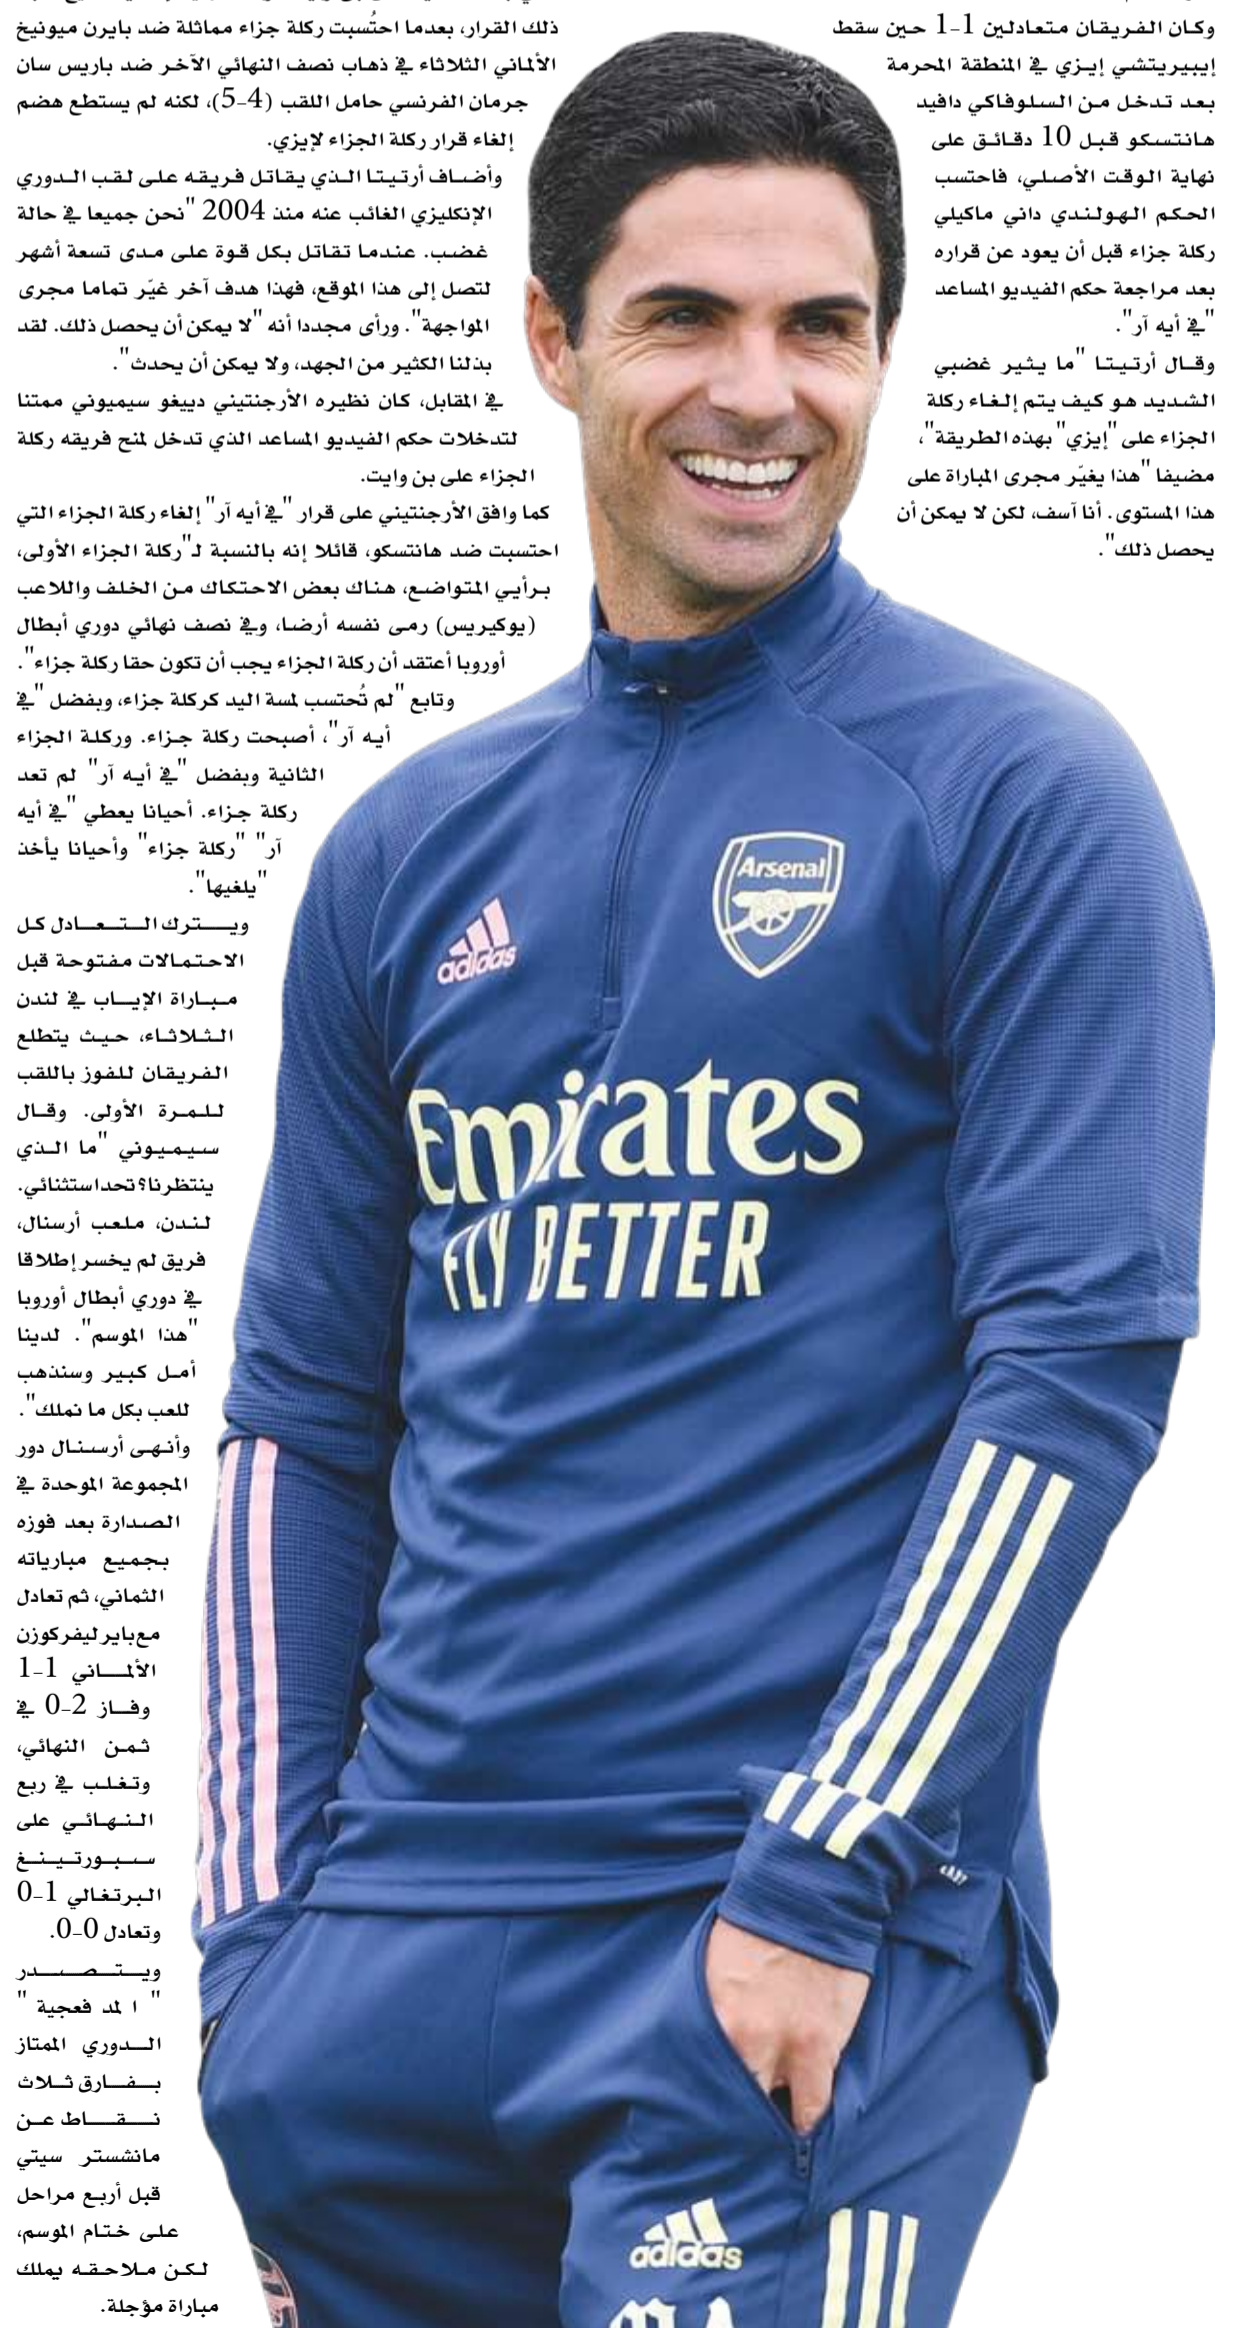 وكان الفريقان متعادلين 1-1 حين سقط
إيبيريتشي إيـزي في المنطقة المحرمة
بعد تدخل من السلوفاكي دافيد
هانتسكو قبل 10 دقائق على
نهاية الوقت الأصلي، فاحتسب
الحكم الهولندي داني ماكيلي
ركلة جزاء قبل أن يعود عن قراره
بعد مراجعة حكم الفيديو المساعد
"في أيه آر".
وقال أرتيتا "ما يثير غضبي
الشديد هو كيف يتم إلغاء ركلة
الجزاء على "إيزي" بهذه الطريقة"،
مضيفا "هذا يغيّر مجرى المباراة على
هذا المستوى. أنا آسف، لكن لا يمكن أن
يحصل ذلك".
ذلك القرار، بعدما احتُسبت ركلة جزاء مماثلة ضد بايرن ميونيخ
الألماني الثلاثاء في ذهاب نصف النهائي الآخر ضد باريس سان
جرمان الفرنسي حامل اللقب (4-5)، لكنه لم يستطع هضم
إلغاء قرار ركلة الجزاء لإيزي.
وأضاف أرتيتا الذي يقاتل فريقه على لقب الدوري
الإنكليزي الغائب عنه منذ 2004 "نحن جميعا في حالة
غضب. عندما تقاتل بكل قوة على مدى تسعة أشهر
لتصل إلى هذا الموقع، فهذا هدف آخر غيّر تماما مجرى
المواجهة". ورأى مجددا أنه "لا يمكن أن يحصل ذلك. لقد
بذلنا الكثير من الجهد، ولا يمكن أن يحدث".
في المقابل، كان نظيره الأرجنتيني دييغو سيميوني ممتنا
لتدخلات حكم الفيديو المساعد الذي تدخل لمنح فريقه ركلة
الجزاء على بن وايت.
كما وافق الأرجنتيني على قرار "في أيه آر" إلغاء ركلة الجزاء التي
احتسبت ضد هانتسكو، قائلا إنه بالنسبة لـ"ركلة الجزاء الأولى،
برأيي المتواضع، هناك بعض الاحتكاك من الخلف واللاعب
(يوكيريس) رمى نفسه أرضا، وفي نصف نهائي دوري أبطال
أوروبا أعتقد أن ركلة الجزاء يجب أن تكون حقا ركلة جزاء".
وتابع "لم تُحتسب لمسة اليد كركلة جزاء، وبفضل "في
أيه آر"، أصبحت ركلة جزاء. وركلة الجزاء
الثانية وبفضل "في أيه آر" لم تعد
ركلة جزاء. أحيانا يعطي "في أيه
آر" "ركلة جزاء" وأحيانا يأخذ
"يلغيها".
ويترك التعادل كل
الاحتمالات مفتوحة قبل
مباراة الإياب في لندن
الثلاثاء، حيث يتطلع
الفريقان للفوز باللقب
للمرة الأولى. وقال
سيميوني "ما الذي
ينتظرنا؟ تحد استثنائي.
لندن، ملعب أرسنال،
فريق لم يخسر إطلاقا
في دوري أبطال أوروبا
"هذا الموسم". لدينا
أمل كبير وسنذهب
للعب بكل ما نملك".
وأنهى أرسنال دور
المجموعة الموحدة في
الصدارة بعد فوزه
بجميع مبارياته
الثماني، ثم تعادل
مع باير ليفركوزن
الألماني 1-1
وفاز 2-0 في
ثمن النهائي،
وتغلب في ربع
النهائي على
سبورتينغ
البرتغالي 1-0
وتعادل 0-0.
ويتصدر
"المدفعجية"
الدوري الممتاز
بفارق ثلاث
نقاط عن
مانشستر سيتي
قبل أربع مراحل
على ختام الموسم،
لكن ملاحقه يملك
مباراة مؤجلة.
Arsenal
adidas
Emirates
FLY BETTER
adidas
MA